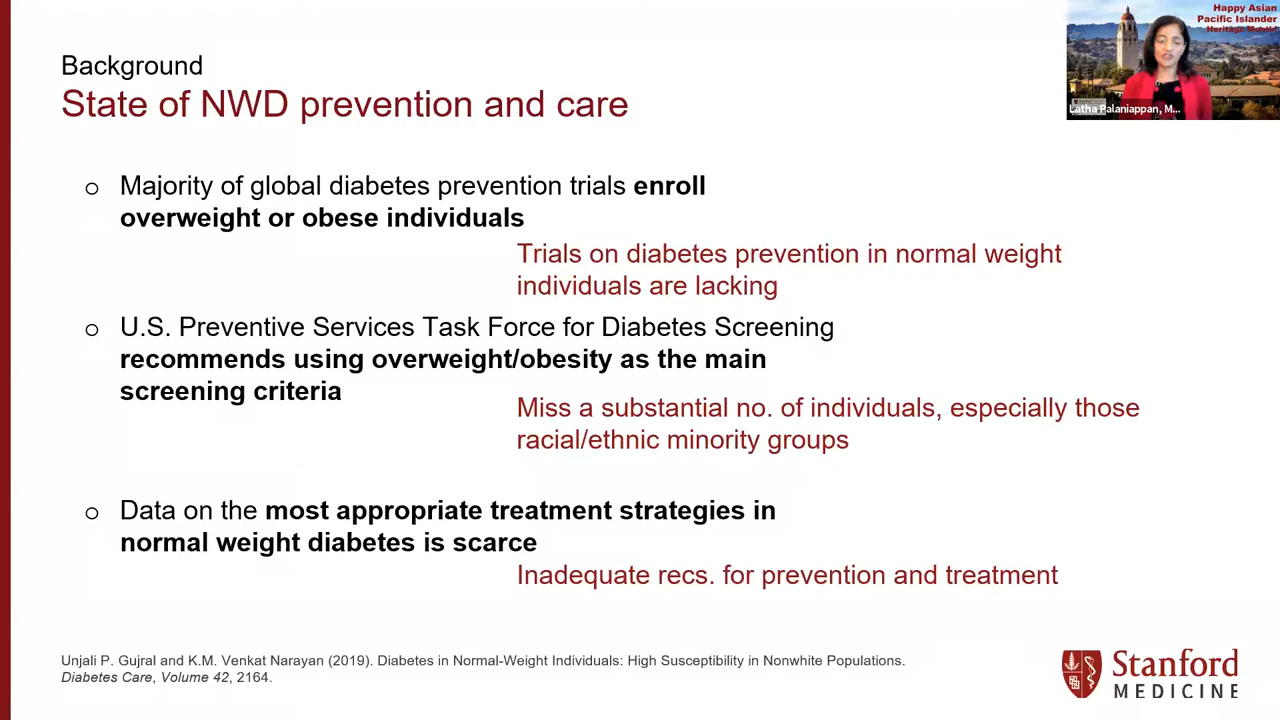 Background
State of NWD prevention and care
Happy Asian
Pacific Islander
Heritage Month!
Latha Palaniappan, M...
o Majority of global diabetes prevention trials enroll
overweight or obese individuals
Trials on diabetes prevention in normal weight
individuals are lacking
o U.S. Preventive Services Task Force for Diabetes Screening
recommends using overweight/obesity as the main
screening criteria
Miss a substantial no. of individuals, especially those
racial/ethnic minority groups
o Data on the most appropriate treatment strategies in
normal weight diabetes is scarce
Inadequate recs. for prevention and treatment
Unjali P. Gujral and K.M. Venkat Narayan (2019). Diabetes in Normal-Weight Individuals: High Susceptibility in Nonwhite Populations.
Diabetes Care, Volume 42, 2164.
Stanford
MEDICINE